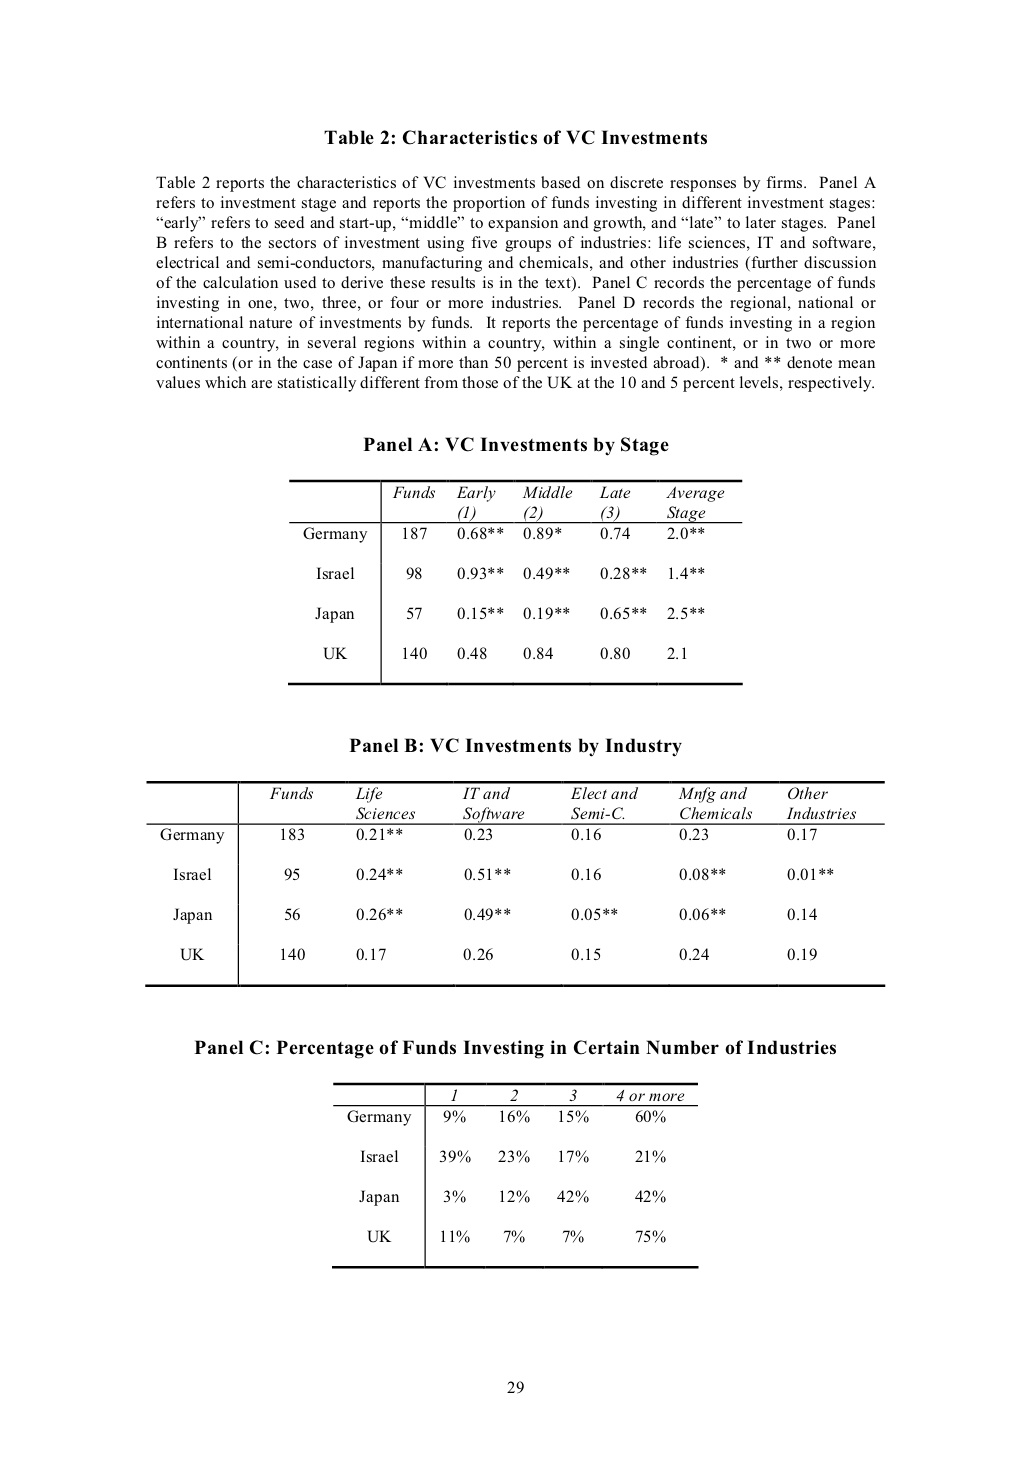 Table 2: Characteristics of VC Investments
Table 2 reports the characteristics of VC investments based on discrete responses by firms. Panel A
refers to investment stage and reports the proportion of funds investing in different investment stages:
“early” refers to seed and start-up, “middle” to expansion and growth, and “late” to later stages. Panel
B refers to the sectors of investment using five groups of industries: life sciences, IT and software,
electrical and semi-conductors, manufacturing and chemicals, and other industries (further discussion
of the calculation used to derive these results is in the text). Panel C records the percentage of funds
investing in one, two, three, or four or more industries. Panel D records the regional, national or
international nature of investments by funds. It reports the percentage of funds investing in a region
within a country, in several regions within a country, within a single continent, or in two or more
continents (or in the case of Japan if more than 50 percent is invested abroad). * and ** denote mean
values which are statistically different from those of the UK at the 10 and 5 percent levels, respectively.
Panel A: VC Investments by Stage
Funds Early Middle Late Average
(1) (2) (3) Stage
Germany 187 0.68** 0.89* 0.74 2.0**
Israel 98 0.93** 0.49** 0.28** 1.4**
Japan 57 0.15** 0.19** 0.65** 2.5**
UK 140 0.48 0.84 0.80 2.1
Panel B: VC Investments by Industry
Funds Life IT and Elect and Mnfg and Other
Sciences Software Semi-C. Chemicals Industries
Germany 183 0.21** 0.23 0.16 0.23 0.17
Israel 95 0.24** 0.51** 0.16 0.08** 0.01**
Japan 56 0.26** 0.49** 0.05** 0.06** 0.14
UK 140 0.17 0.26 0.15 0.24 0.19
Panel C: Percentage of Funds Investing in Certain Number of Industries
1 2 3 4 or more
Germany 9% 16% 15% 60%
Israel 39% 23% 17% 21%
Japan 3% 12% 42% 42%
UK 11% 7% 7% 75%
29